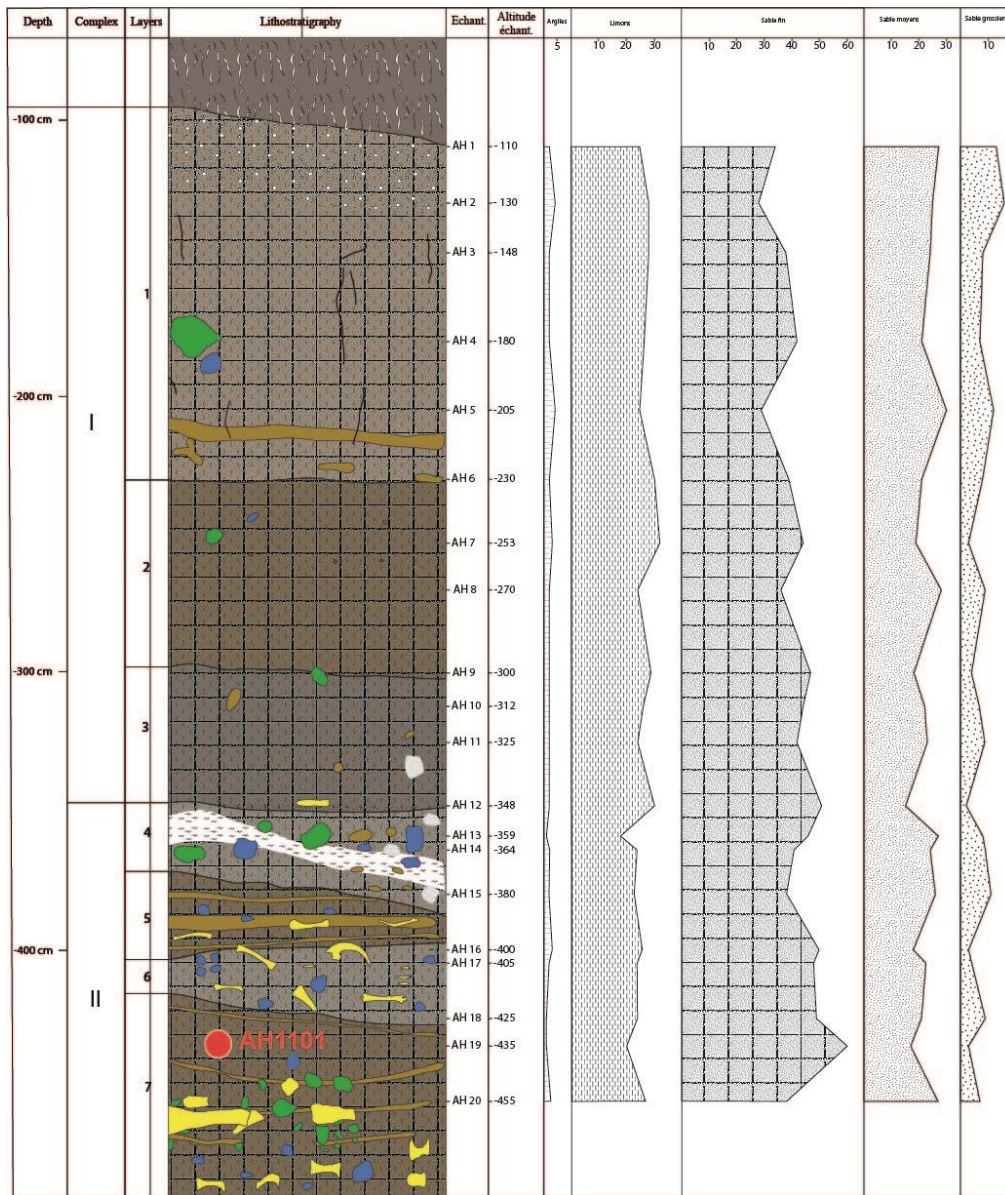 Depth Complex Layers Lithostratigraphy Echant. Altitude échant. Argiles Limons Sable fin Sable moyens Sable grossier
5 10 20 30 10 20 30 40 50 60 10 20 30 10
-100 cm
AH 1 -110
AH 2 - 130
AH 3 - 148
1
AH 4 -180
-200 cm
AH 5 -205
I
AH 6 -230
AH 7 -253
2
AH 8 -270
-300 cm
AH 9 -300
AH 10 -312
3
AH 11 -325
AH 12 -348
4
AH 13 -359
AH 14 -364
AH 15 -380
5
-400 cm
AH 16 -400
AH 17 -405
6
II
AH 18 -425
AH1101
AH 19 -435
7
AH 20 -455